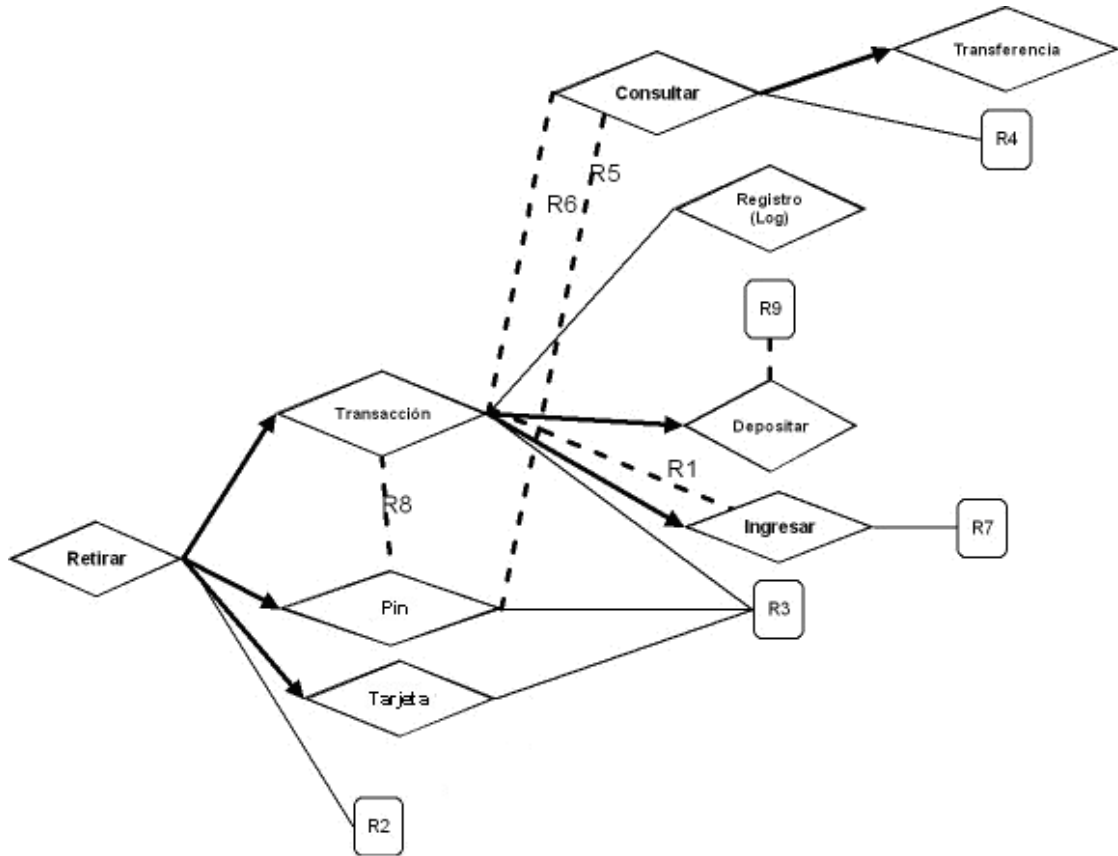 Transferencia
Consultar
R4
R5
R6
Registro
(Log)
R9
Transacción
Depositar
R1
R8
Ingresar
R7
Retirar
Pin
R3
Tarjeta
R2